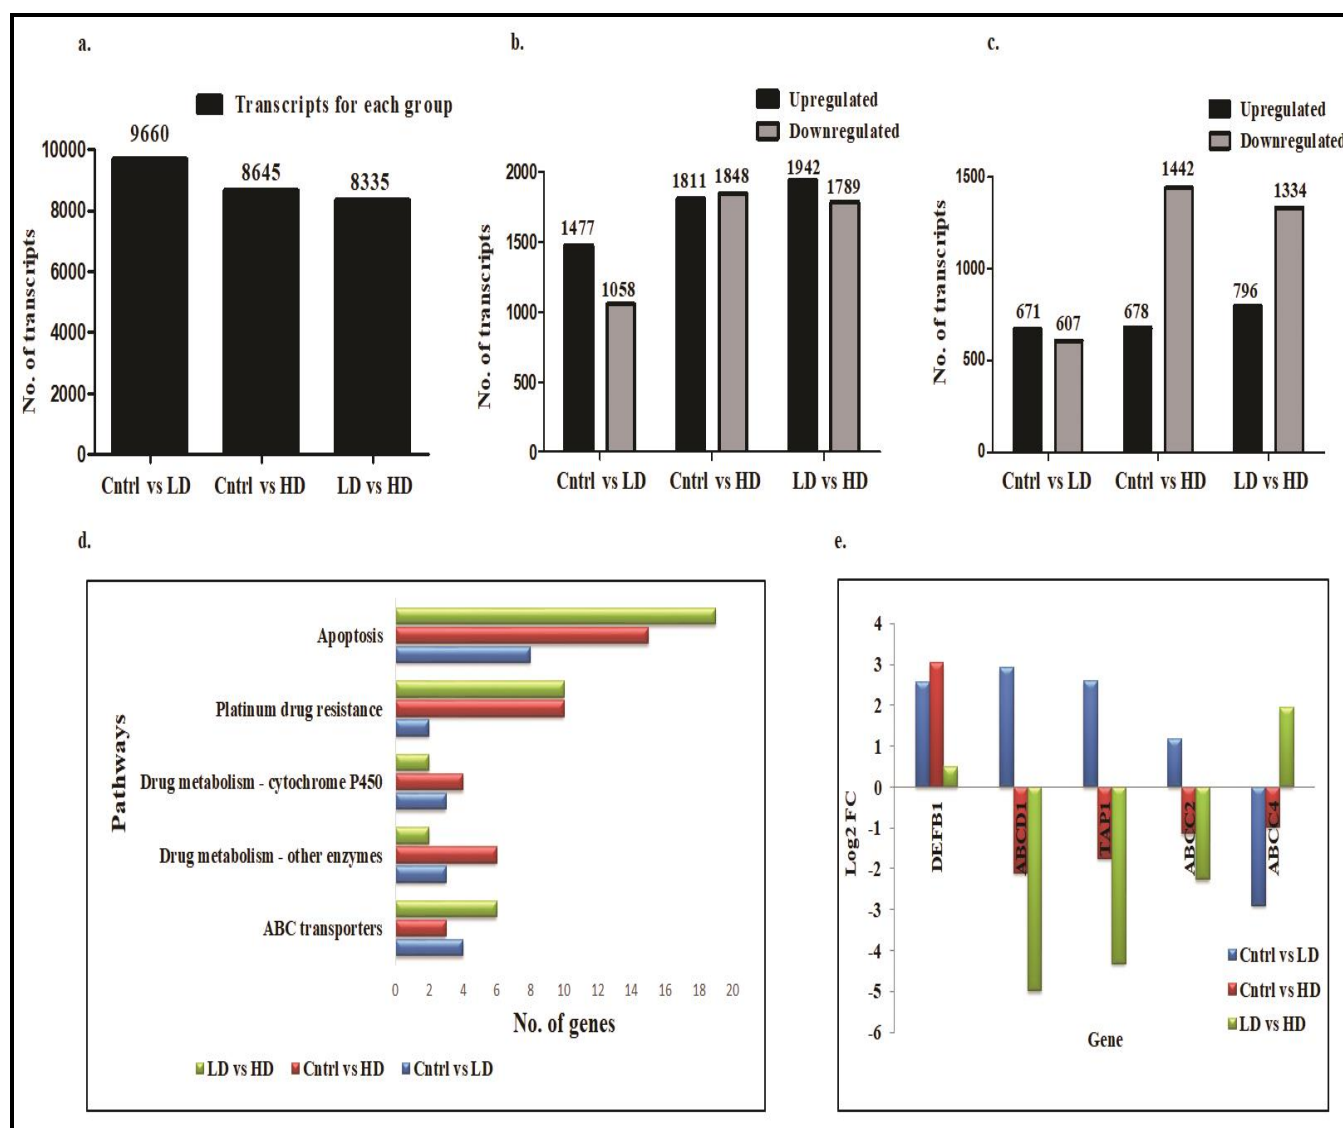 a.
Transcripts for each group
9660
8645
8335
10000
8000
6000
4000
2000
0
No. of transcripts
Cntrl vs LD
Cntrl vs HD
LD vs HD
b.
Upregulated
Downregulated
2000
1500
1000
500
0
No. of transcripts
1477
1058
1811
1848
1942
1789
Cntrl vs LD
Cntrl vs HD
LD vs HD
c.
Upregulated
Downregulated
1500
1000
500
0
No. of transcripts
671
607
678
1442
796
1334
Cntrl vs LD
Cntrl vs HD
LD vs HD
d.
Pathways
Apoptosis
Platinum drug resistance
Drug metabolism - cytochrome P450
Drug metabolism - other enzymes
ABC transporters
0 2 4 6 8 10 12 14 16 18 20
No. of genes
LD vs HD Cntrl vs HD Cntrl vs LD
e.
Log2 FC
4
3
2
1
0
-1
-2
-3
-4
-5
-6
DEFB1
ABCD1
TAP1
ABCC2
ABCC4
Cntrl vs LD
Cntrl vs HD
LD vs HD
Gene